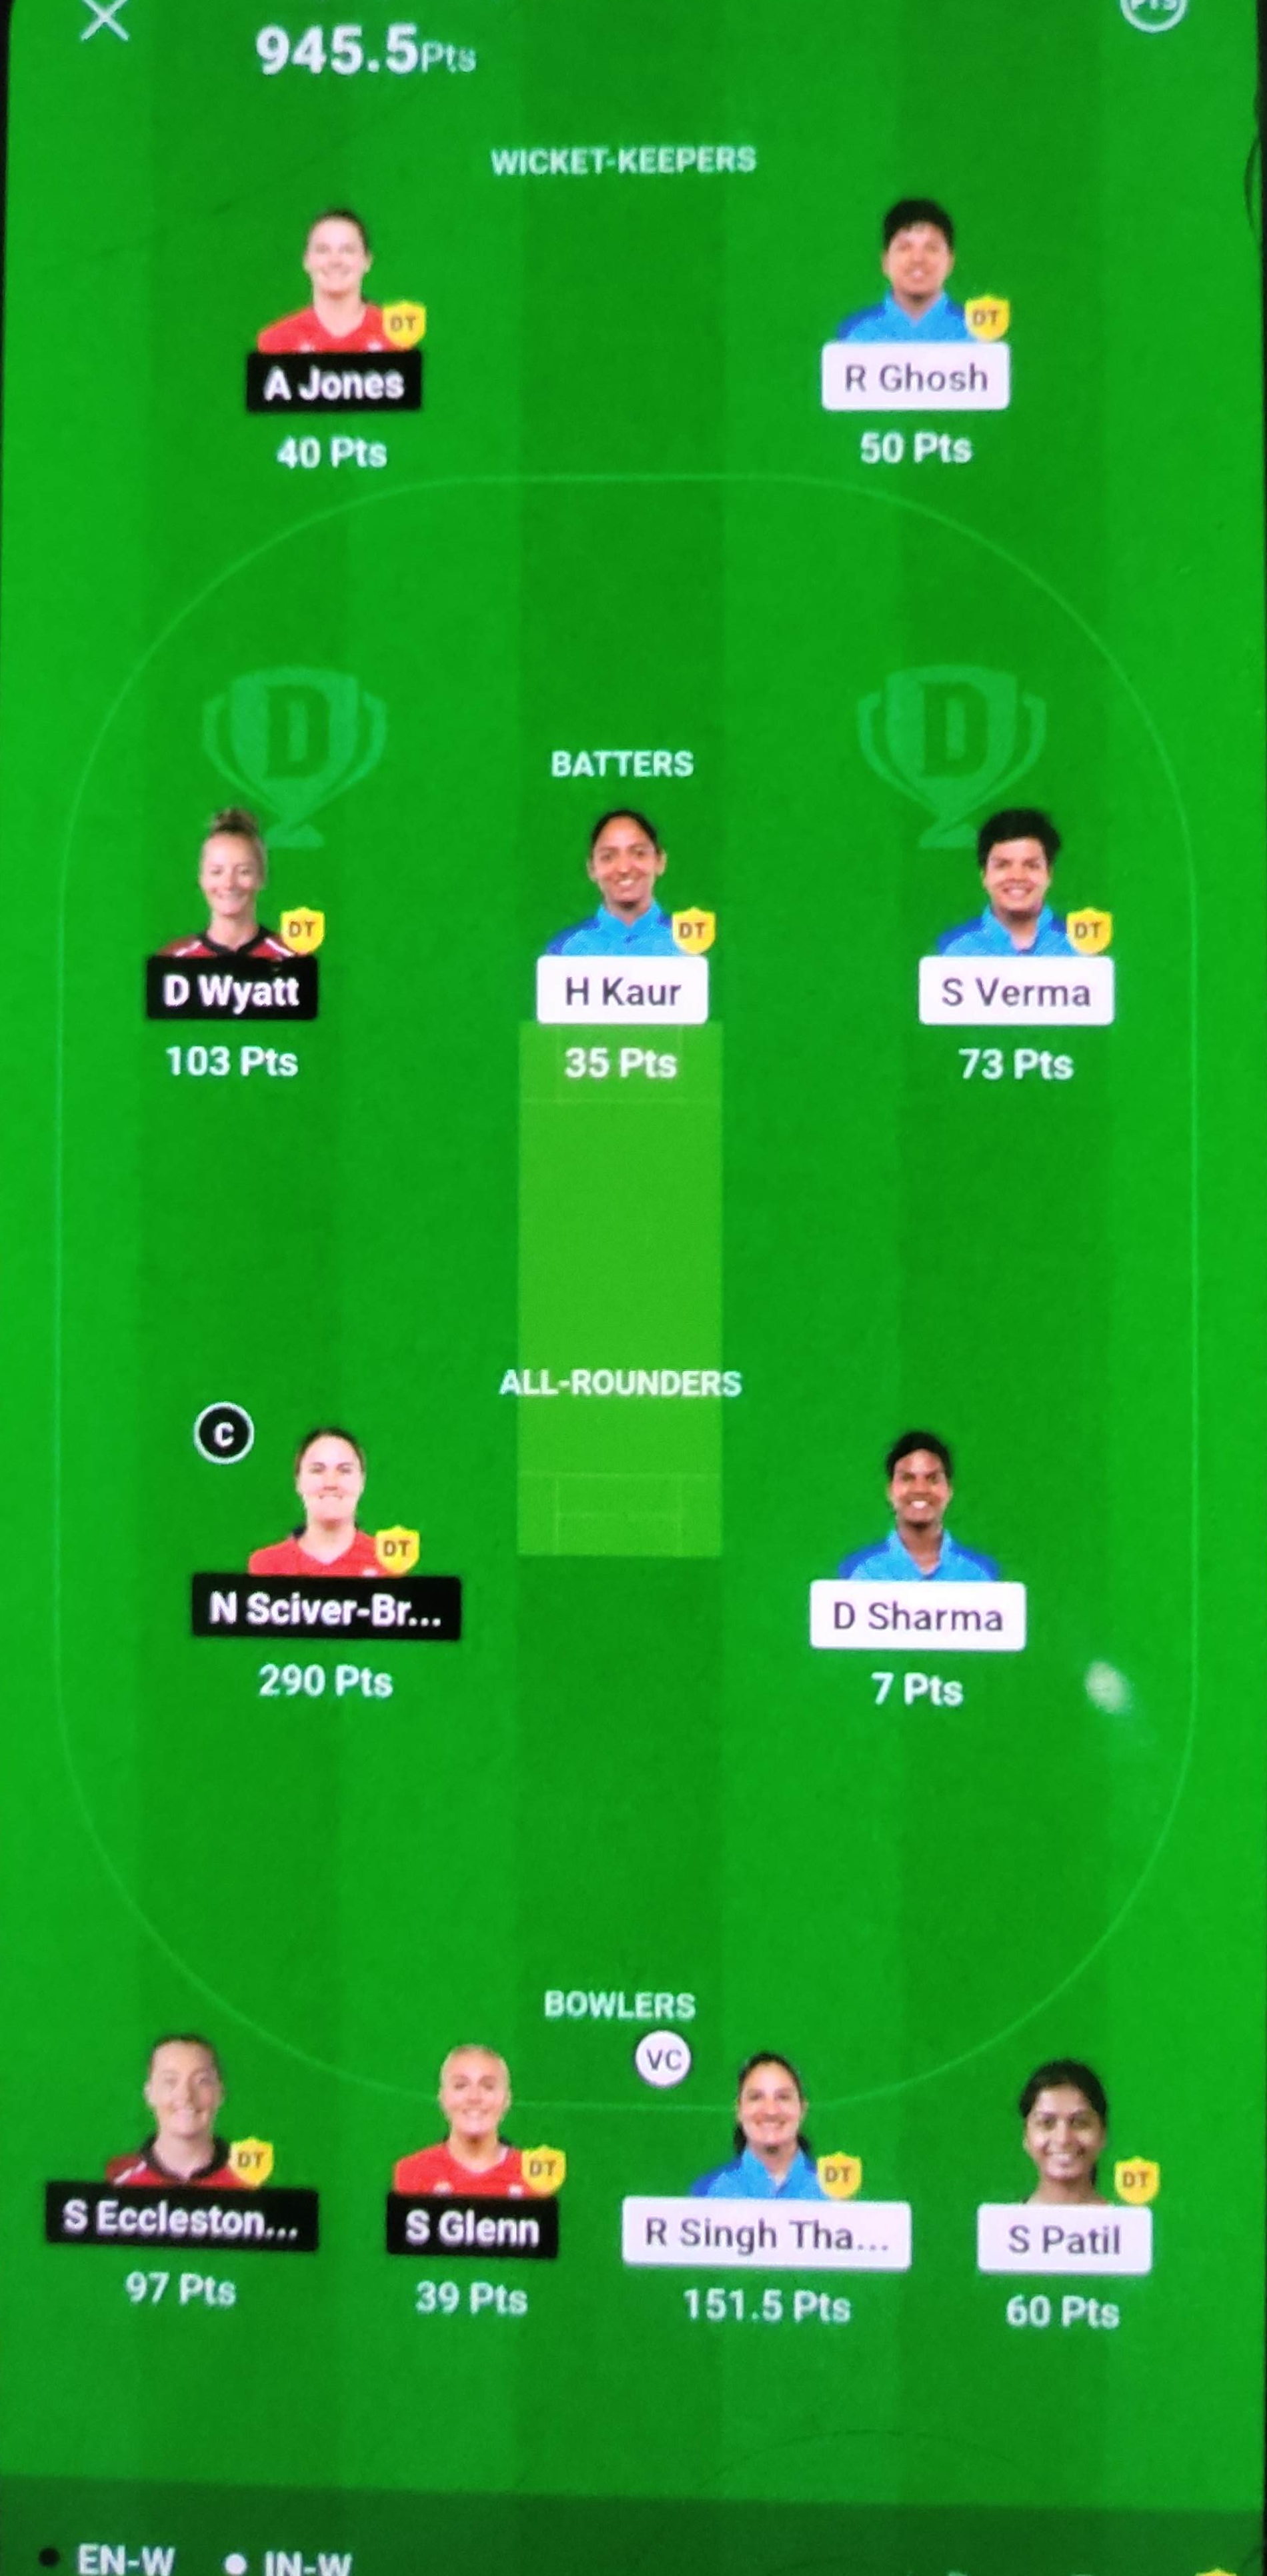 PTS
945.5Pts
WICKET-KEEPERS
DT
DT
A Jones
R Ghosh
40 Pts
50 Pts
D
D
BATTERS
DT
DT
DT
D Wyatt
H Kaur
S Verma
103 Pts
35 Pts
73 Pts
ALL-ROUNDERS
C
DT
N Sciver-Br...
D Sharma
290 Pts
7 Pts
BOWLERS
VC
DT
DT
DT
DT
S Eccleston...
S Glenn
R Singh Tha...
S Patil
97 Pts
39 Pts
151.5 Pts
60 Pts
EN-W
IN-W